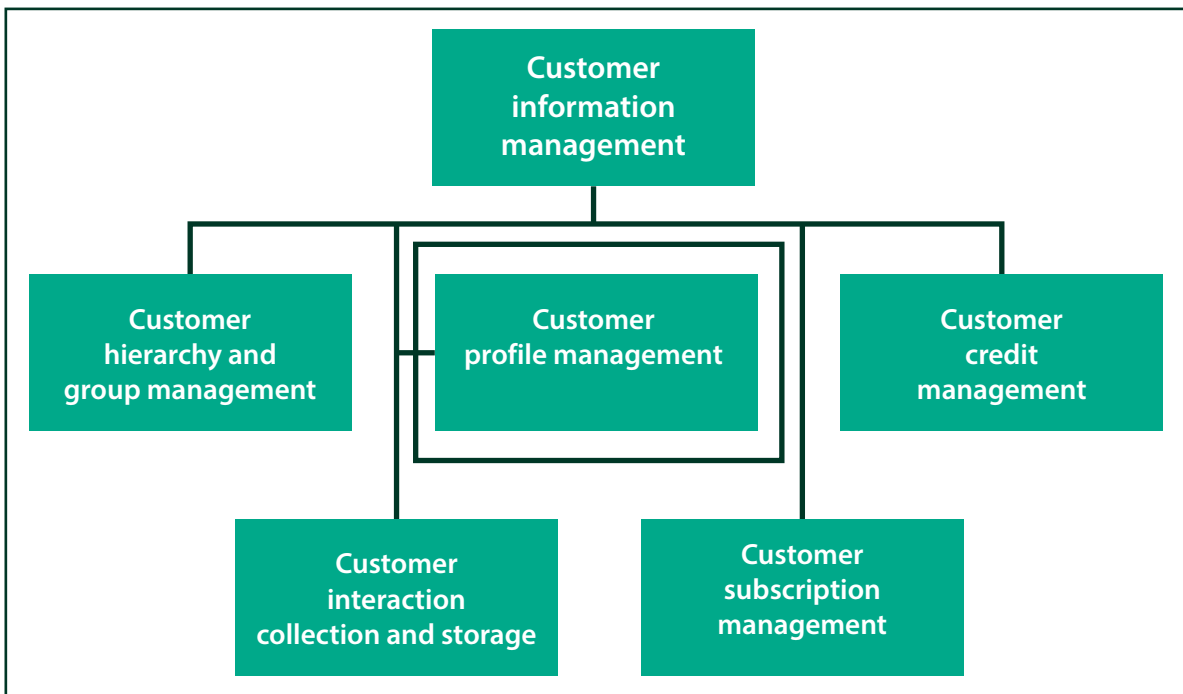 Customer
information
management
Customer
hierarchy and
group management
Customer
profile management
Customer
credit
management
Customer
interaction
collection and storage
Customer
subscription
management